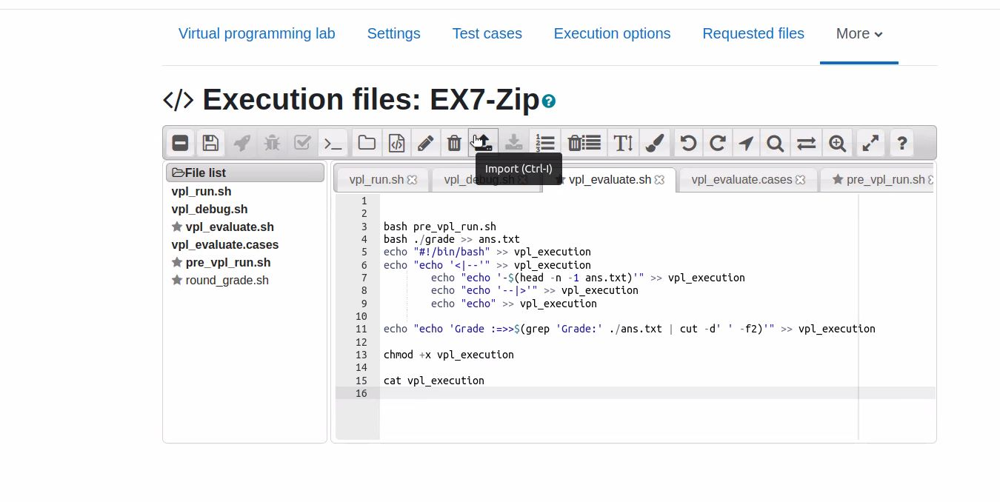 Virtual programming lab Settings Test cases Execution options Requested files More
</> Execution files: EX7-Zip ?
Import (Ctrl-I)
File list
vpl_run.sh
vpl_debug.sh
vpl_evaluate.sh
vpl_evaluate.cases
pre_vpl_run.sh
round_grade.sh
vpl_run.sh vpl_debug.sh vpl_evaluate.sh vpl_evaluate.cases pre_vpl_run.sh
1
2
3 bash pre_vpl_run.sh
4 bash ./grade >> ans.txt
5 echo "#!/bin/bash" >> vpl_execution
6 echo "echo '<|--'" >> vpl_execution
7 echo "echo '-$(head -n -1 ans.txt)'" >> vpl_execution
8 echo "echo '--|>'" >> vpl_execution
9 echo "echo" >> vpl_execution
10
11 echo "echo 'Grade :=>>$(grep 'Grade:' ./ans.txt | cut -d' ' -f2)'" >> vpl_execution
12
13 chmod +x vpl_execution
14
15 cat vpl_execution
16